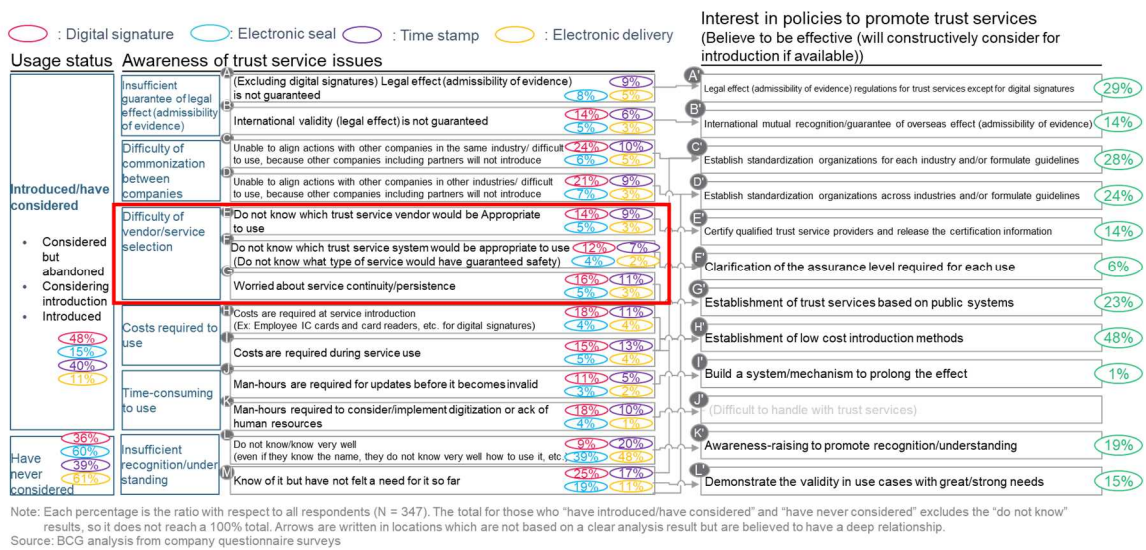 : Digital signature
: Electronic seal
: Time stamp
: Electronic delivery
Interest in policies to promote trust services
(Believe to be effective (will constructively consider for
introduction if available))
Usage status
Awareness of trust service issues
Introduced/have
considered
• Considered
but
abandoned
• Considering
introduction
• Introduced
48%
15%
40%
11%
Have
never
considered
36%
60%
39%
61%
Insufficient
guarantee of legal
effect (admissibility
of evidence)
A
(Excluding digital signatures) Legal effect (admissibility of evidence)
is not guaranteed
9%
8% 5%
B
International validity (legal effect) is not guaranteed
14% 6%
5% 3%
Difficulty of
commonization
between
companies
C
Unable to align actions with other companies in the same industry/ difficult
to use, because other companies including partners will not introduce
24% 10%
6% 5%
D
Unable to align actions with other companies in other industries/ difficult
to use, because other companies including partners will not introduce
21% 9%
7% 3%
Difficulty of
vendor/service
selection
E
Do not know which trust service vendor would be Appropriate
to use
14% 9%
5% 3%
F
Do not know which trust service system would be appropriate to use
(Do not know what type of service would have guaranteed safety)
12% 7%
4% 2%
G
Worried about service continuity/persistence
16% 11%
5% 3%
Costs required to
use
H
Costs are required at service introduction
(Ex: Employee IC cards and card readers, etc. for digital signatures)
18% 11%
4% 4%
I
Costs are required during service use
15% 13%
5% 4%
Time-consuming
to use
J
Man-hours are required for updates before it becomes invalid
11% 5%
3% 2%
K
Man-hours required to consider/implement digitization or ack of
human resources
18% 10%
4% 1%
Insufficient
recognition/under
standing
L
Do not know/know very well
(even if they know the name, they do not know very well how to use it, etc.
9% 20%
39% 48%
M
Know of it but have not felt a need for it so far
25% 17%
19% 11%
A'
Legal effect (admissibility of evidence) regulations for trust services except for digital signatures
29%
B'
International mutual recognition/guarantee of overseas effect (admissibility of evidence)
14%
C'
Establish standardization organizations for each industry and/or formulate guidelines
28%
D'
Establish standardization organizations across industries and/or formulate guidelines
24%
E'
Certify qualified trust service providers and release the certification information
14%
F'
Clarification of the assurance level required for each use
6%
G'
Establishment of trust services based on public systems
23%
H'
Establishment of low cost introduction methods
48%
I'
Build a system/mechanism to prolong the effect
1%
J'
(Difficult to handle with trust services)
K'
Awareness-raising to promote recognition/understanding
19%
L'
Demonstrate the validity in use cases with great/strong needs
15%
Note: Each percentage is the ratio with respect to all respondents (N = 347). The total for those who “have introduced/have considered” and “have never considered” excludes the “do not know”
results, so it does not reach a 100% total. Arrows are written in locations which are not based on a clear analysis result but are believed to have a deep relationship.
Source: BCG analysis from company questionnaire surveys